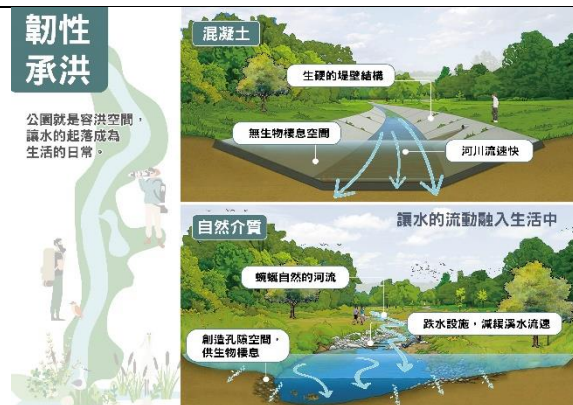 韌性
承洪
公園就是容洪空間，
讓水的起落成為
生活的日常。
混凝土
生硬的堤壁結構
無生物棲息空間
河川流速快
自然介質
讓水的流動融入生活中
蜿蜒自然的河流
跌水設施，減緩溪水流速
創造孔隙空間，
供生物棲息